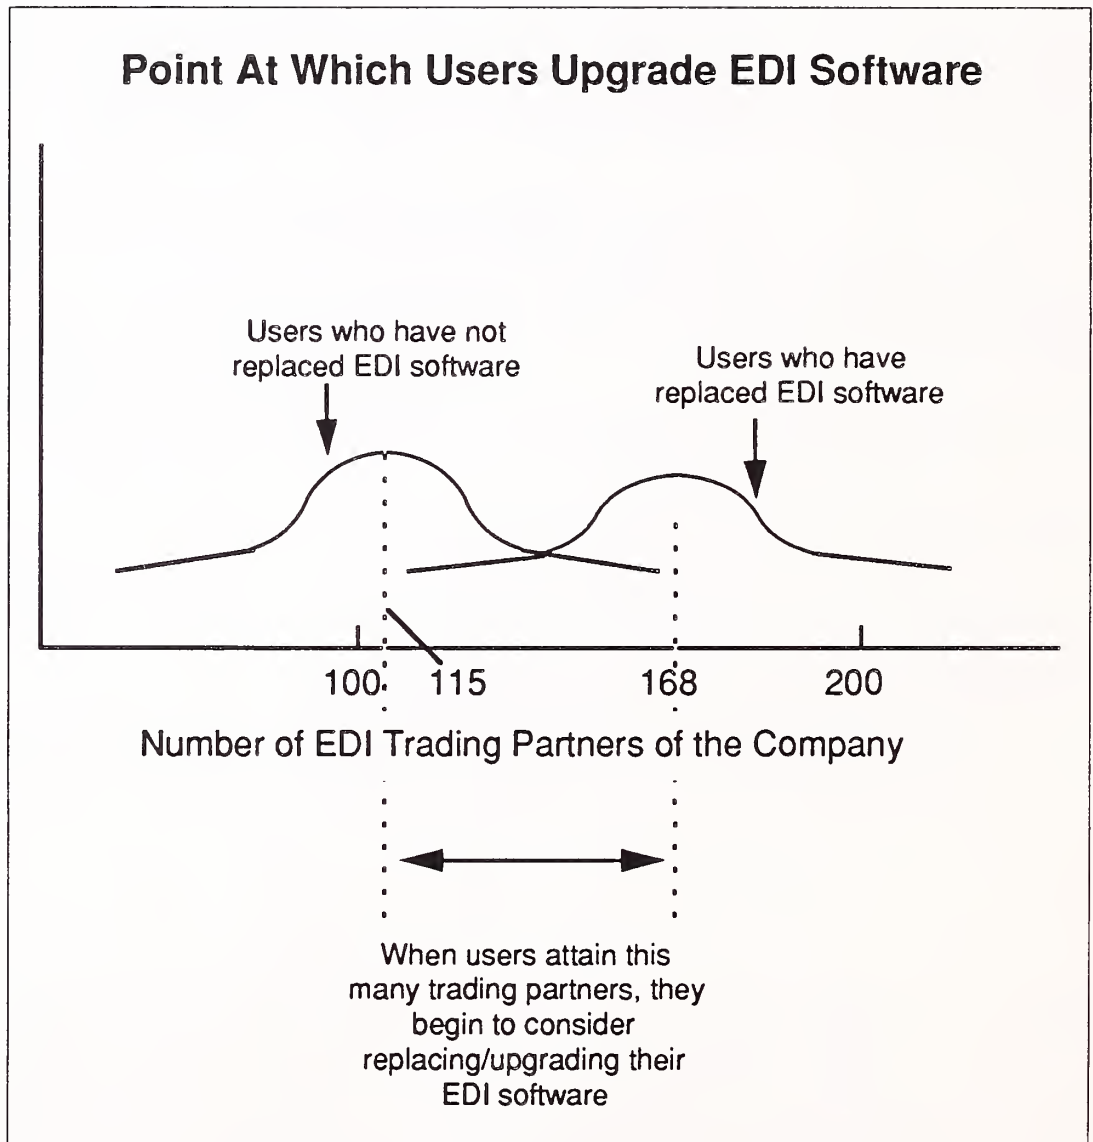 Point At Which Users Upgrade EDI Software
Users who have not
replaced EDI software
Users who have
replaced EDI software
100 115 168 200
Number of EDI Trading Partners of the Company
When users attain this
many trading partners, they
begin to consider
replacing/upgrading their
EDI software